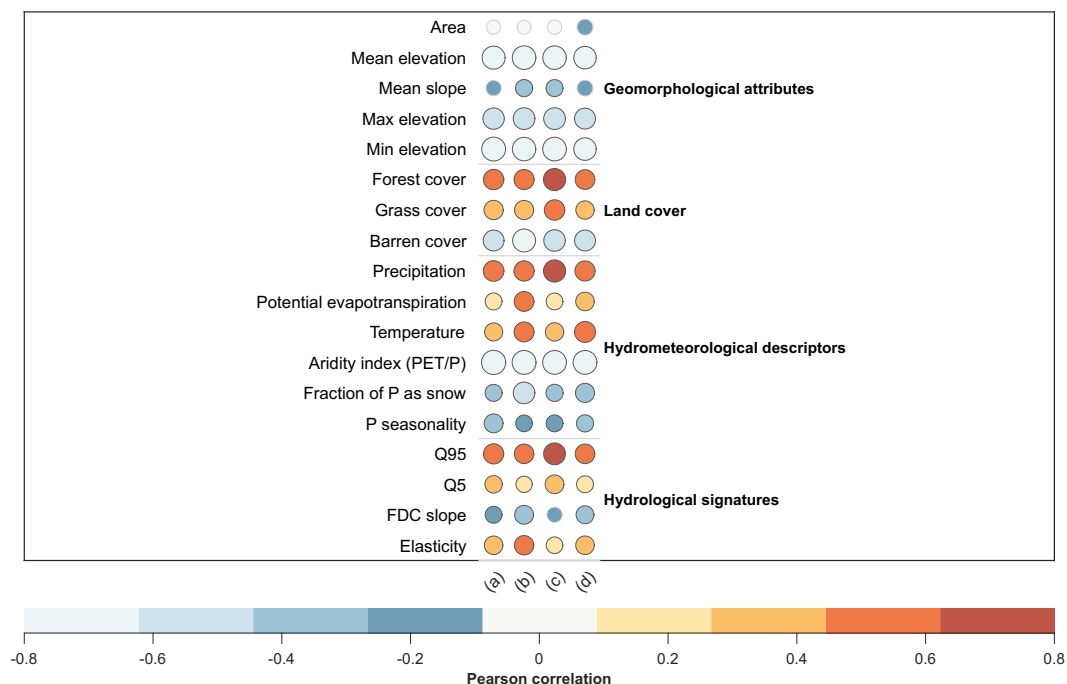 Area
Mean elevation
Mean slope
Geomorphological attributes
Max elevation
Min elevation
Forest cover
Grass cover
Land cover
Barren cover
Precipitation
Potential evapotranspiration
Temperature
Hydrometeorological descriptors
Aridity index (PET/P)
Fraction of P as snow
P seasonality
Q95
Q5
Hydrological signatures
FDC slope
Elasticity
(a) (b) (c) (d)
-0.8 -0.6 -0.4 -0.2 0 0.2 0.4 0.6 0.8
Pearson correlation